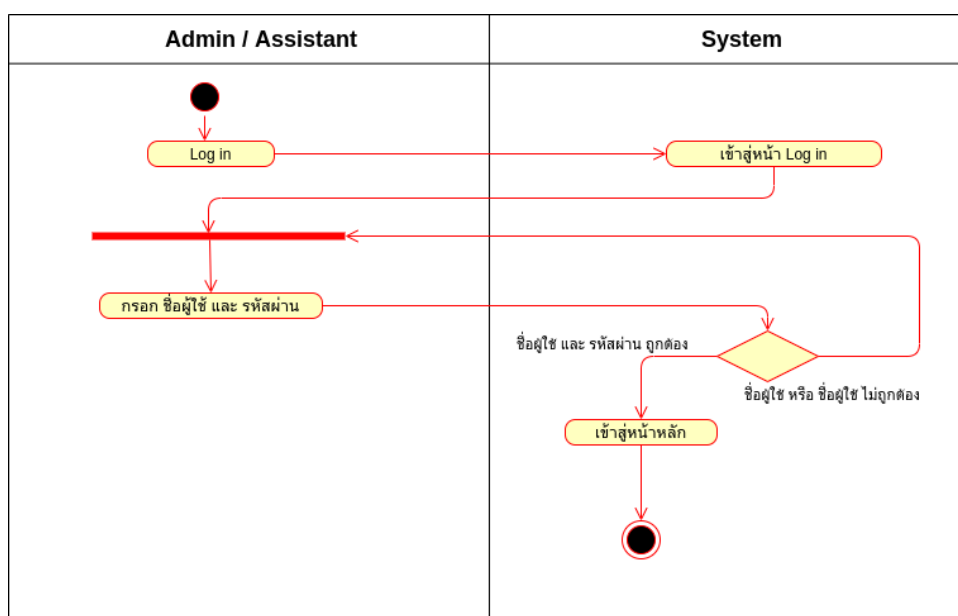 Admin / Assistant
System
Log in
เข้าสู่หน้า Log in
กรอก ชื่อผู้ใช้ และ รหัสผ่าน
ชื่อผู้ใช้ และ รหัสผ่าน ถูกต้อง
ชื่อผู้ใช้ หรือ ชื่อผู้ใช้ ไม่ถูกต้อง
เข้าสู่หน้าหลัก